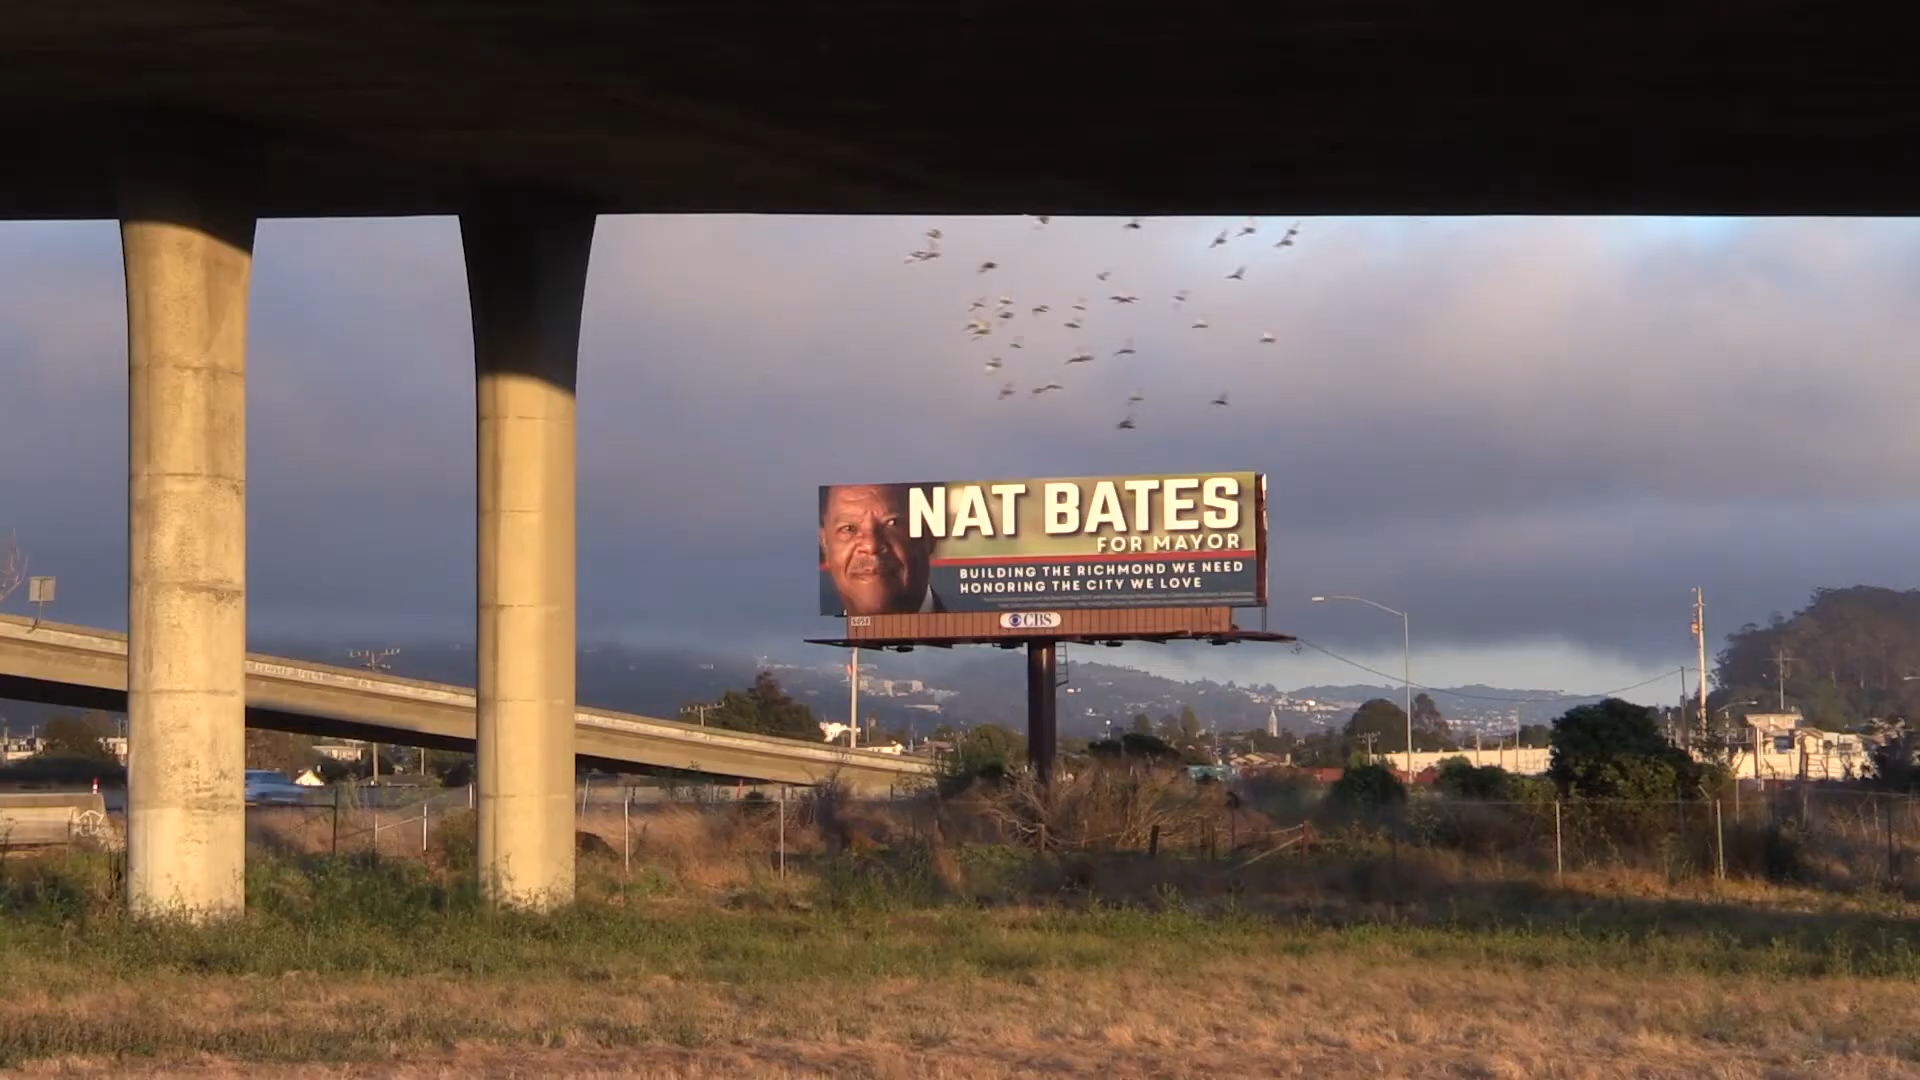 NAT BATES
FOR MAYOR
BUILDING THE RICHMOND WE NEED
HONORING THE CITY WE LOVE
CBS